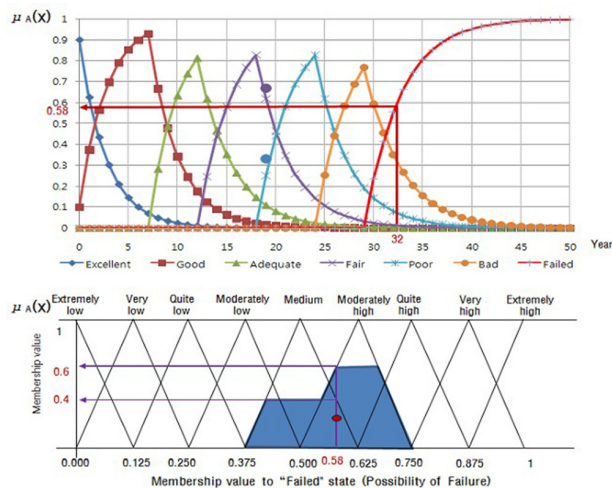 μ A(x)
1
0.9
0.8
0.7
0.6
0.58
0.5
0.4
0.3
0.2
0.1
0
0 5 10 15 20 25 30 32 35 40 45 50 Year
Excellent Good Adequate Fair Poor Bad Failed
μ A(x)
Extremely low Very low Quite low Moderately low Medium Moderately high Quite high Very high Extremely high
Membership value
1
0.6
0.4
0.000 0.125 0.250 0.375 0.500 0.58 0.625 0.750 0.875 1
Membership value to "Failed" state (Possibility of Failure)